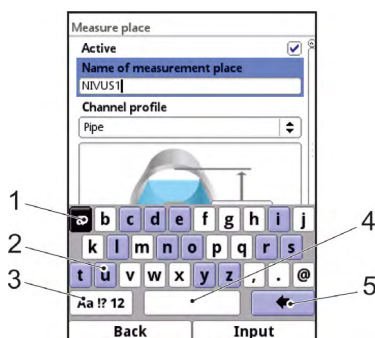 Measure place
Active
Name of measurement place
NIVUS1
Channel profile
Pipe
1 a b c d e f g h i j
2 k l m n o p q r s
4
t u v w x y z , . @
3 Aa !? 12
5
Back Input